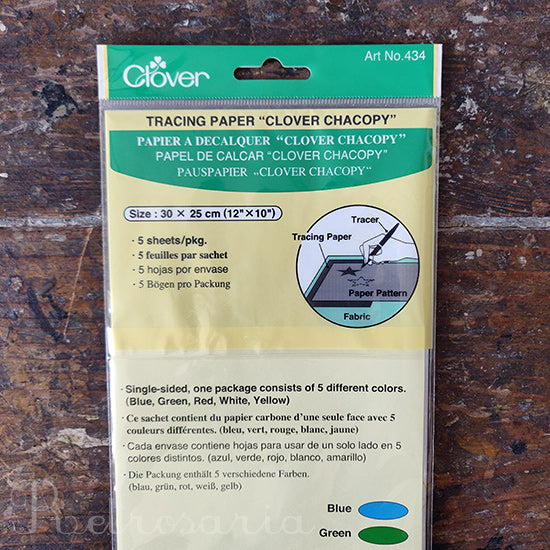 Clover
Art No.434
TRACING PAPER “CLOVER CHACOPY”
PAPIER A DECALQUER “CLOVER CHACOPY”
PAPEL DE CALCAR “CLOVER CHACOPY”
PAUSPAPIER „CLOVER CHACOPY”
Size : 30 × 25 cm (12"×10")
· 5 sheets/pkg.
· 5 feuilles par sachet
· 5 hojas por envase
· 5 Bögen pro Packung
Tracer
Tracing Paper
Paper Pattern
Fabric
· Single-sided, one package consists of 5 different colors.
(Blue, Green, Red, White, Yellow)
· Ce sachet contient du papier carbone d'une seule face avec 5
couleurs différentes. (bleu, vert, rouge, blanc, jaune)
· Cada envase contiene hojas para usar de un solo lado en 5
colores distintos. (azul, verde, rojo, blanco, amarillo)
· Die Packung enthält 5 verschiedene Farben.
(blau, grün, rot, weiß, gelb)
Blue
Green
Retrosaria